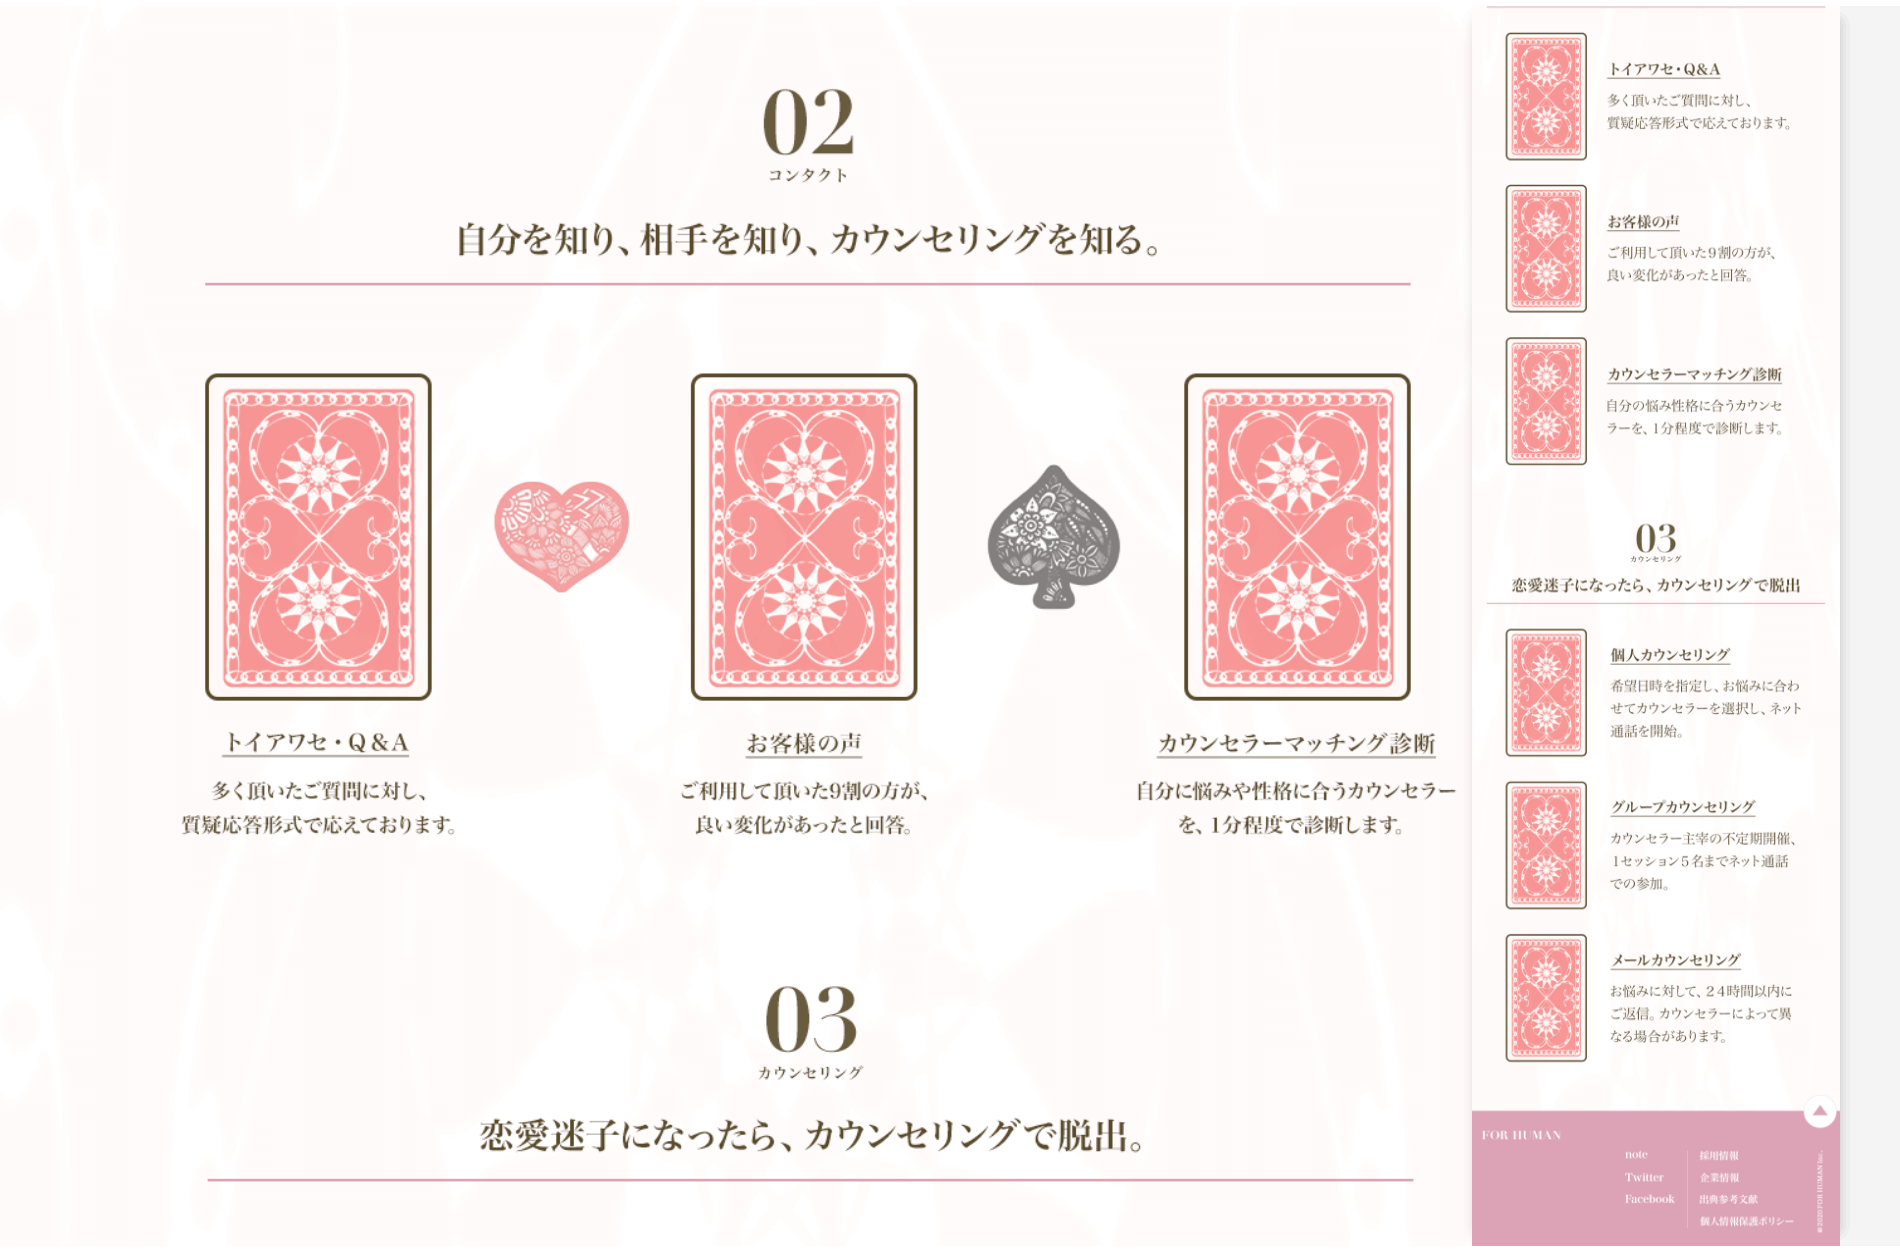 02
コンタクト
自分を知り、相手を知り、カウンセリングを知る。
トイアワセ・Q&A
多く頂いたご質問に対し、
質疑応答形式で応えております。
お客様の声
ご利用して頂いた9割の方が、
良い変化があったと回答。
カウンセラーマッチング診断
自分に悩みや性格に合うカウンセラー
を、1分程度で診断します。
03
カウンセリング
恋愛迷子になったら、カウンセリングで脱出。
トイアワセ・Q&A
多く頂いたご質問に対し、
質疑応答形式で応えております。
お客様の声
ご利用して頂いた9割の方が、
良い変化があったと回答。
カウンセラーマッチング診断
自分の悩み性格に合うカウンセ
ラーを、1分程度で診断します。
03
カウンセリング
恋愛迷子になったら、カウンセリングで脱出
個人カウンセリング
希望日時を指定し、お悩みに合わ
せてカウンセラーを選択し、ネット
通話を開始。
グループカウンセリング
カウンセラー主宰の不定期開催、
1セッション5名までネット通話
での参加。
メールカウンセリング
お悩みに対して、24時間以内に
ご返信。カウンセラーによって異
なる場合があります。
FOR HUMAN
note
Twitter
Facebook
採用情報
企業情報
出典参考文献
個人情報保護ポリシー
©2020 FOR HUMAN Inc.